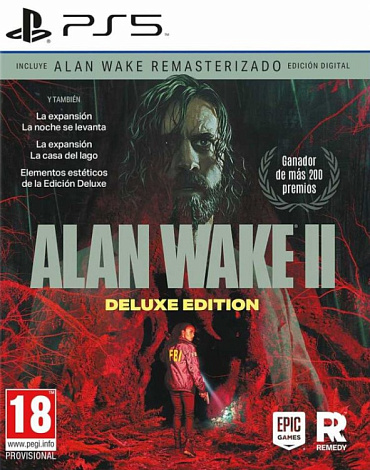 PS5
INCLUYE ALAN WAKE REMASTERIZADO EDICIÓN DIGITAL
Y TAMBIÉN
La expansión
La noche se levanta
La expansión
La casa del lago
Elementos estéticos
de la Edición Deluxe
Ganador
de más 200
premios
ALAN WAKE II
DELUXE EDITION
FBI
18
www.pegi.info
PROVISIONAL
EPIC
GAMES
REMEDY